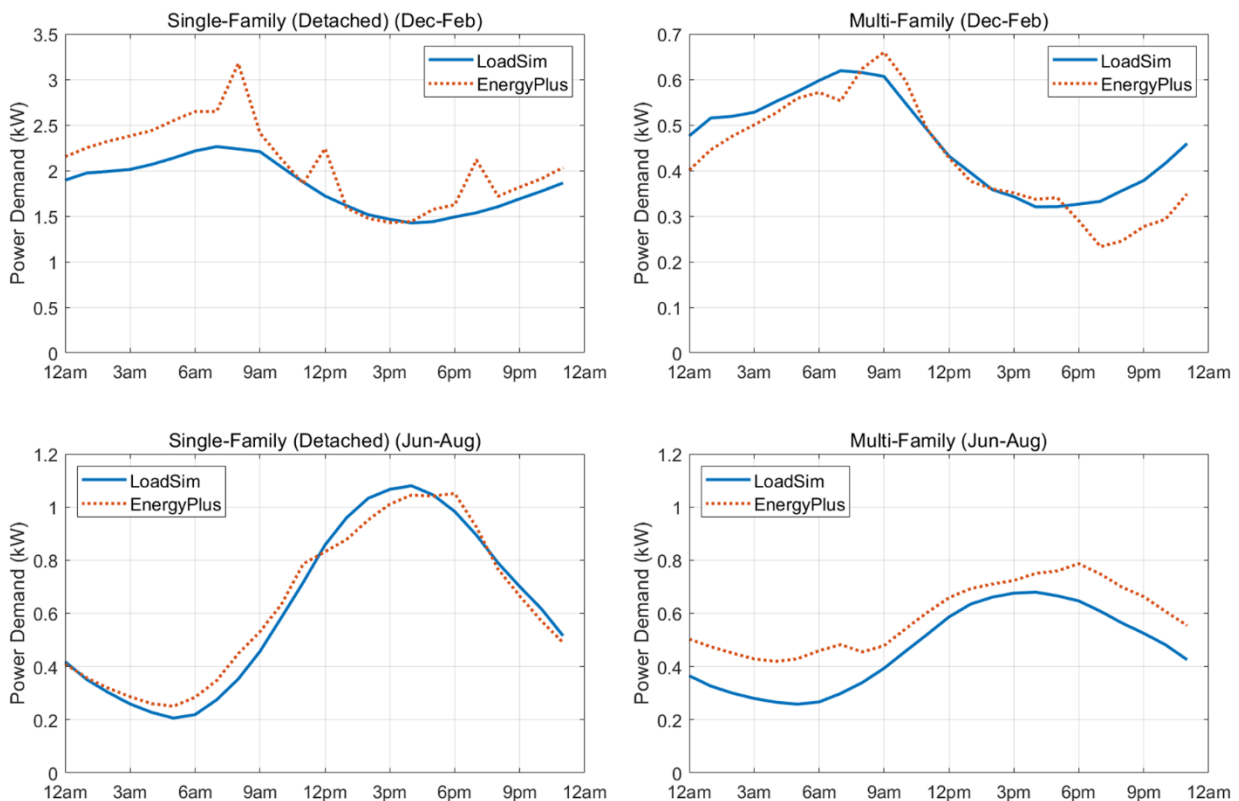 Single-Family (Detached) (Dec-Feb)
3.5
3
2.5
2
1.5
1
0.5
0
Power Demand (kW)
LoadSim
EnergyPlus
12am 3am 6am 9am 12pm 3pm 6pm 9pm 12am
Multi-Family (Dec-Feb)
0.7
0.6
0.5
0.4
0.3
0.2
0.1
0
Power Demand (kW)
LoadSim
EnergyPlus
12am 3am 6am 9am 12pm 3pm 6pm 9pm 12am
Single-Family (Detached) (Jun-Aug)
1.2
1
0.8
0.6
0.4
0.2
0
Power Demand (kW)
LoadSim
EnergyPlus
12am 3am 6am 9am 12pm 3pm 6pm 9pm 12am
Multi-Family (Jun-Aug)
1.2
1
0.8
0.6
0.4
0.2
0
Power Demand (kW)
LoadSim
EnergyPlus
12am 3am 6am 9am 12pm 3pm 6pm 9pm 12am